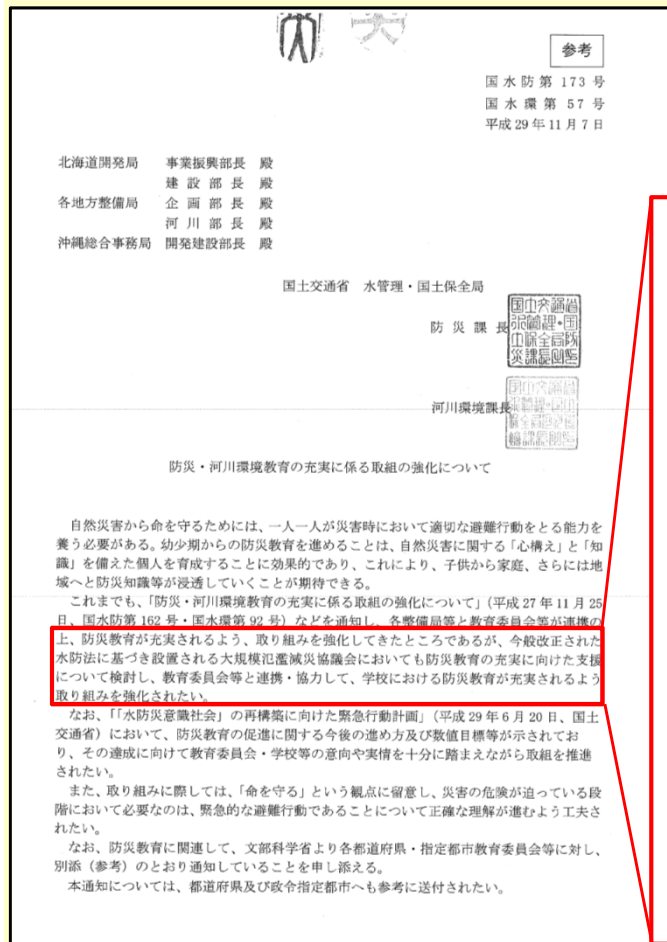 参考
国水防第173号
国水環第57号
平成29年11月7日
北海道開発局 事業振興部長 殿
建設部長 殿
各地方整備局 企画部長 殿
河川部長 殿
沖縄総合事務局 開発建設部長 殿
国土交通省 水管理・国土保全局
防災課長
河川環境課長
防災・河川環境教育の充実に係る取組の強化について
自然災害から命を守るためには、一人一人が災害時において適切な避難行動をとる能力を
養う必要がある。幼少期からの防災教育を進めることは、自然災害に関する「心構え」と「知
識」を備えた個人を育成することに効果的であり、これにより、子供から家庭、さらには地
域へと防災知識等が浸透していくことが期待できる。
これまでも、「防災・河川環境教育の充実に係る取組の強化について」(平成27年11月25
日、国水防第162号・国水環第92号)などを通知し、各整備局等と教育委員会等が連携の
上、防災教育が充実されるよう、取り組みを強化してきたところであるが、今般改正された
水防法に基づき設置される大規模氾濫減災協議会においても防災教育の充実に向けた支援
について検討し、教育委員会等と連携・協力して、学校における防災教育が充実されるよう
取り組みを強化されたい。
なお、「「水防災意識社会」の再構築に向けた緊急行動計画」(平成29年6月20日、国土
交通省)において、防災教育の促進に関する今後の進め方及び数値目標等が示されてお
り、その達成に向けて教育委員会・学校等の意向や実情を十分に踏まえながら取組を推進
されたい。
また、取り組みに際しては、「命を守る」という観点に留意し、災害の危険が迫っている段
階において必要なのは、緊急的な避難行動であることについて正確な理解が進むよう工夫さ
れたい。
なお、防災教育に関連して、文部科学省より各都道府県・指定都市教育委員会等に対し、
別添(参考)のとおり通知していることを申し添える。
本通知については、都道府県及び政令指定都市へも参考に送付されたい。